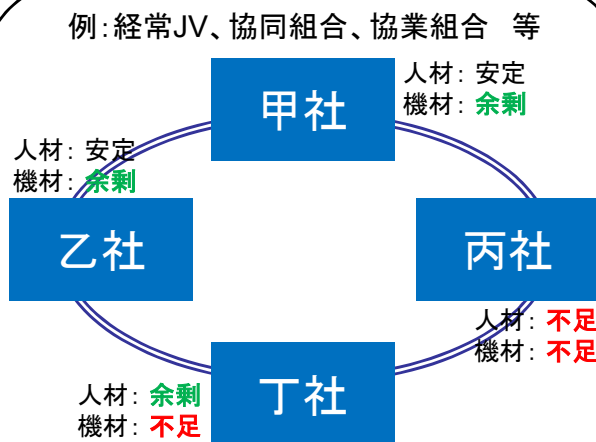 例：経常JV、協同組合、協業組合　等
人材： 安定
機材： 余剰
甲社
人材： 安定
機材： 余剰
乙社
丙社
人材： 不足
機材： 不足
丁社
人材： 余剰
機材： 不足